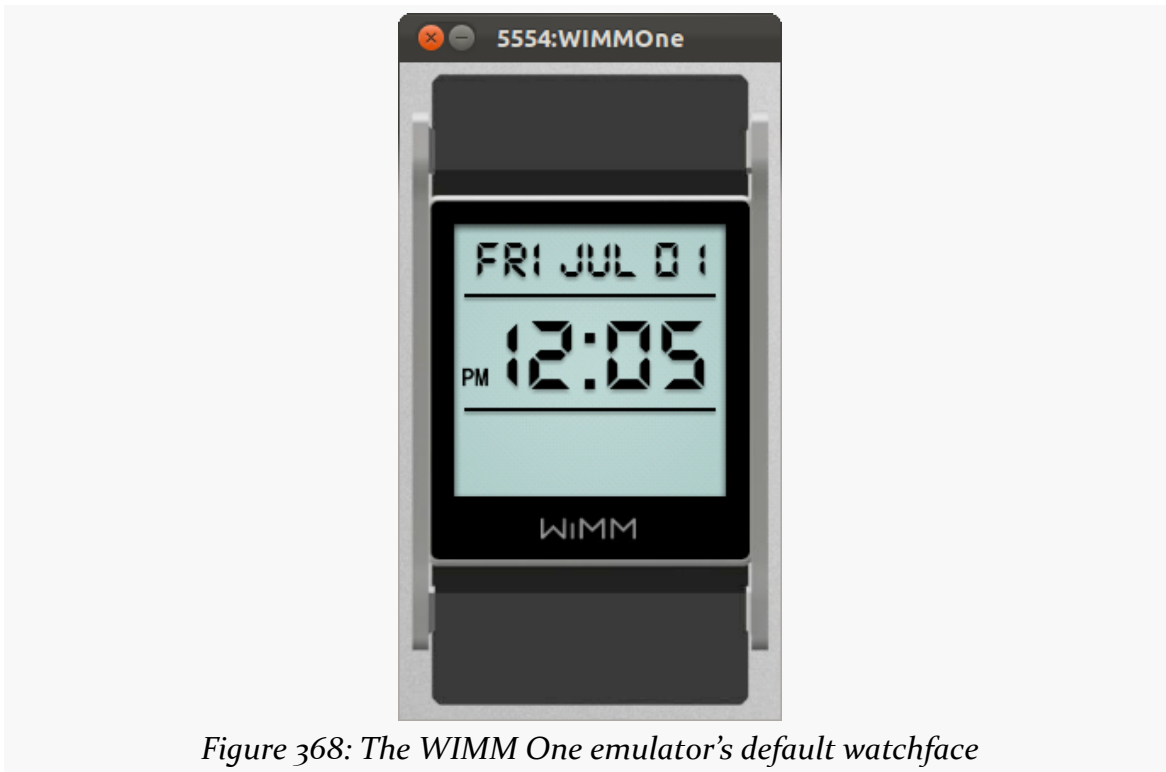 5554:WIMMOne
FRI JUL 01
PM 12:05
WiMM
Figure 368: The WIMM One emulator's default watchface